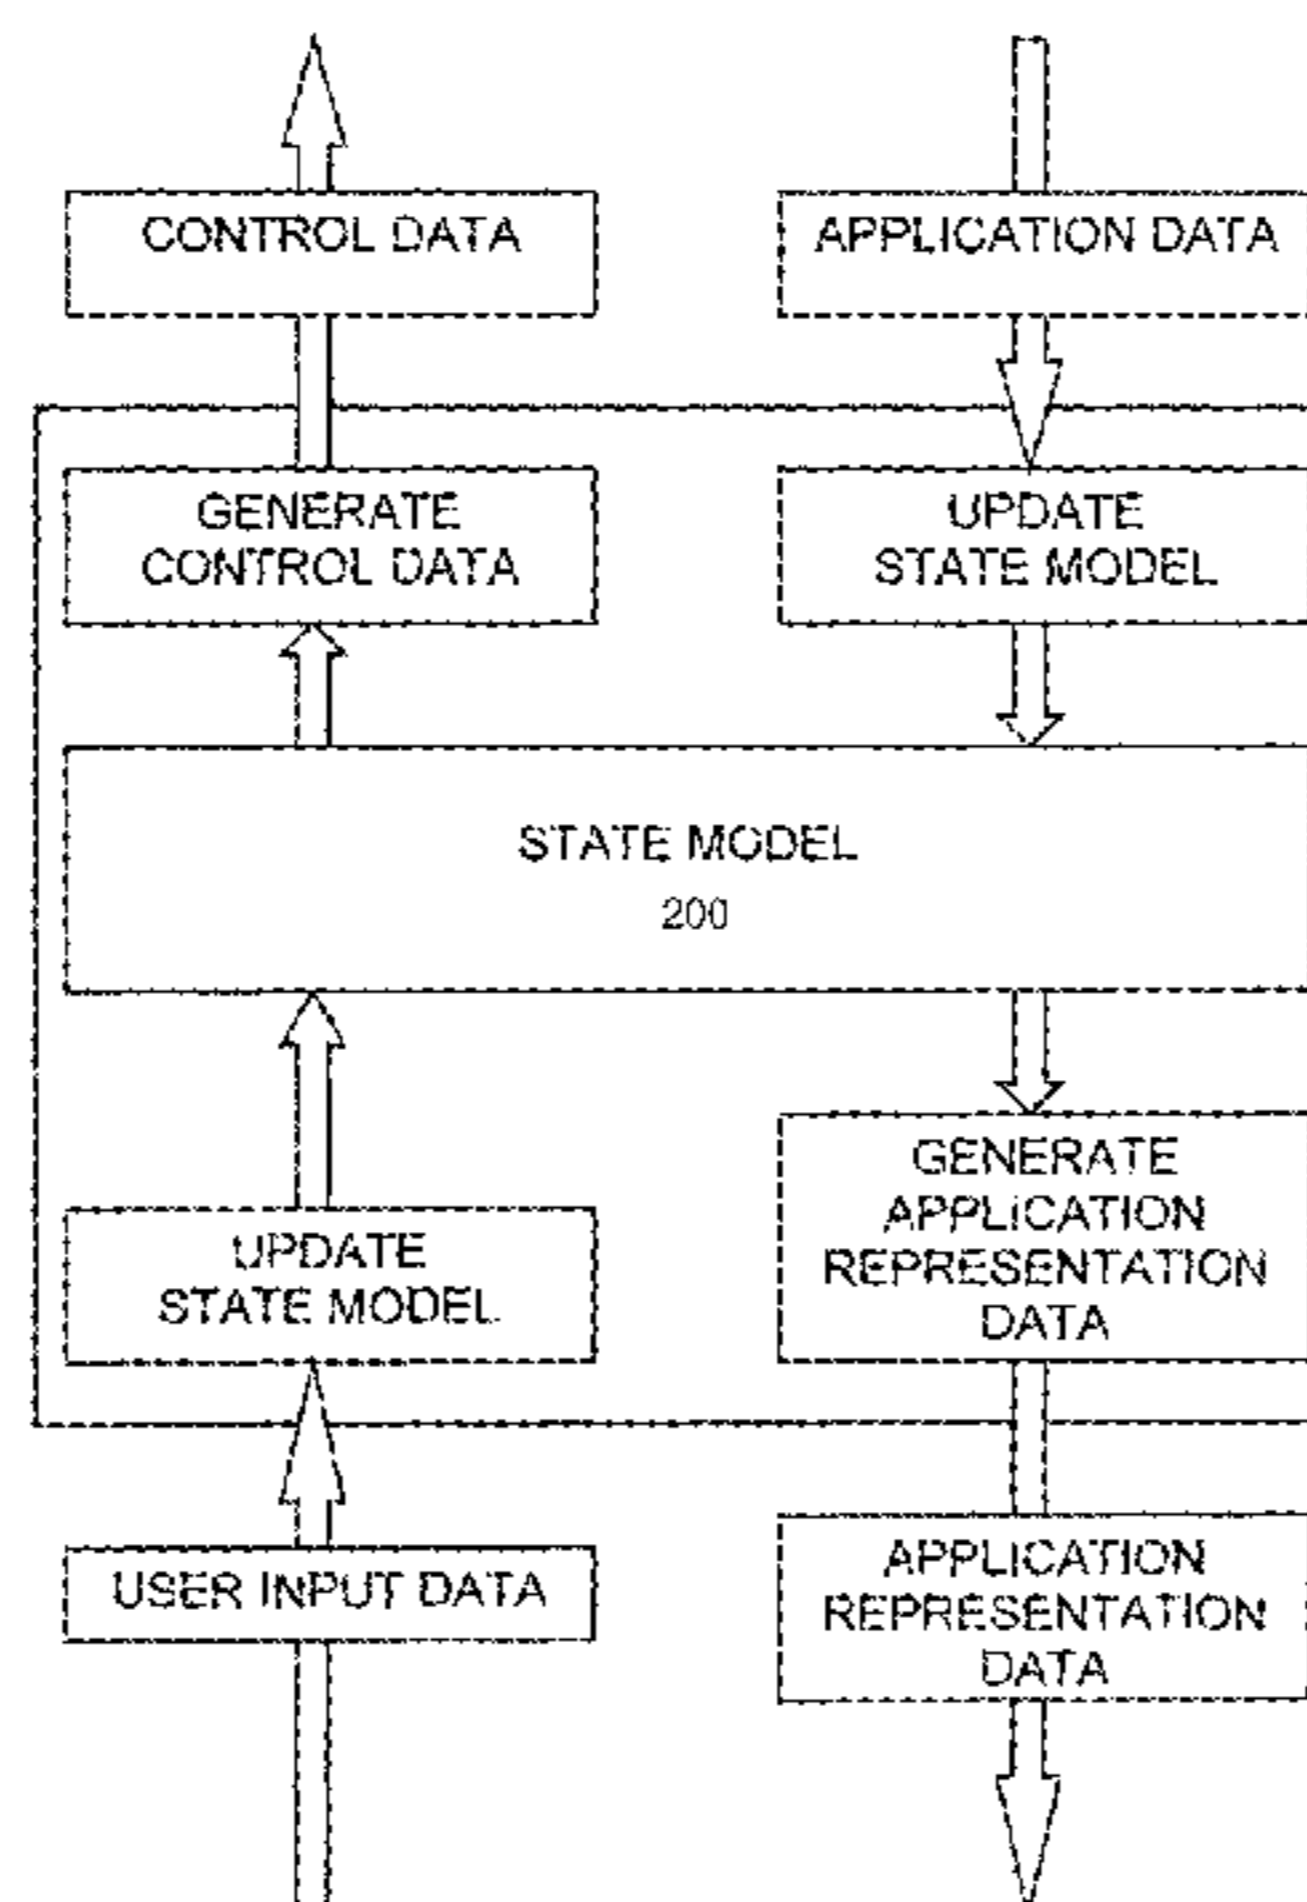 CONTROL DATA
APPLICATION DATA
GENERATE
CONTROL DATA
UPDATE
STATE MODEL
STATE MODEL
200
UPDATE
STATE MODEL
GENERATE
APPLICATION
REPRESENTATION
DATA
USER INPUT DATA
APPLICATION
REPRESENTATION
DATA